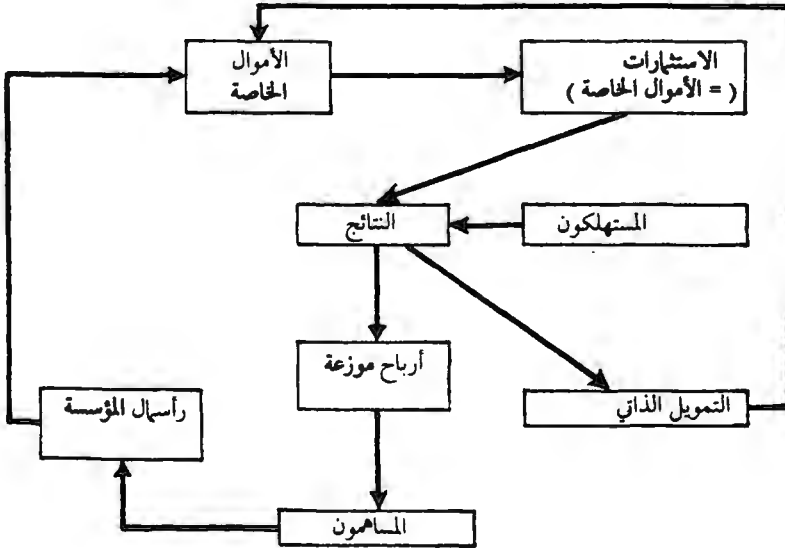 الأموال
الخاصة
الاستثمارات
( = الأموال الخاصة )
النتائج
المستهلكون
أرباح موزعة
رأسمال المؤسسة
التمويل الذاتي
المساهمون